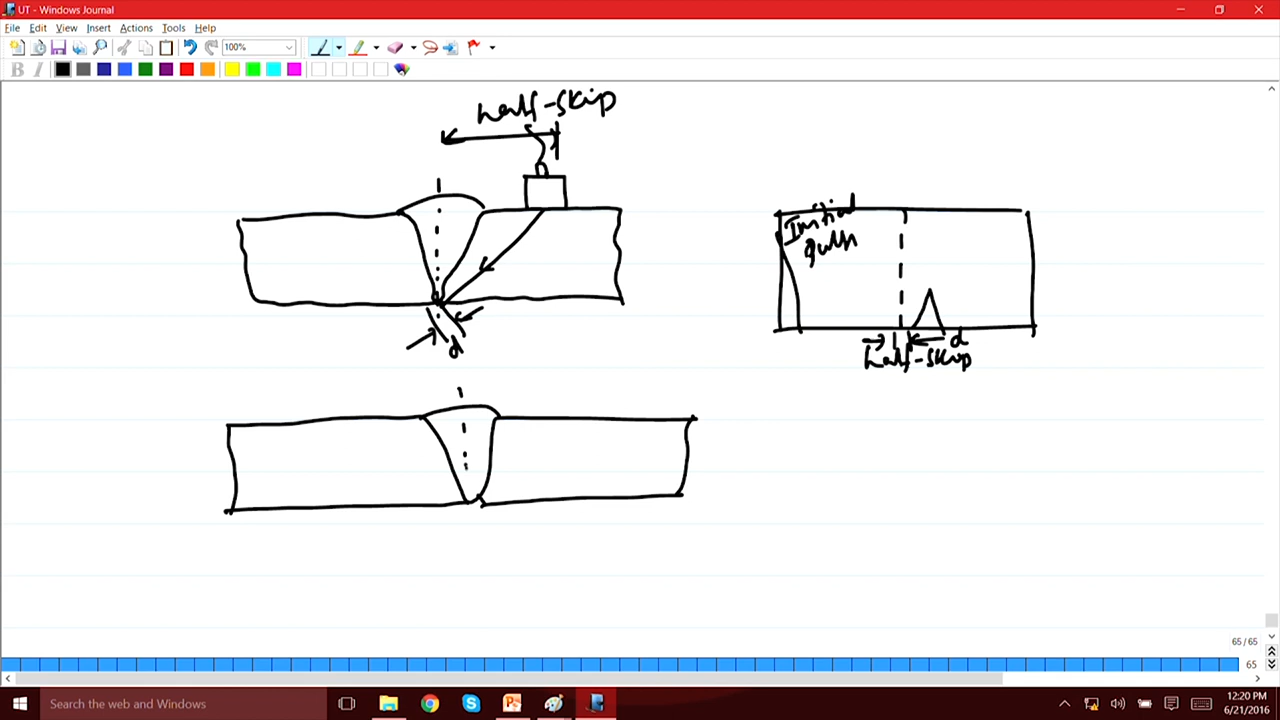 UT - Windows Journal
File Edit View Insert Actions Tools Help
100%
B I
half-skip
Initial
pulse
d
d
half-skip
65 / 65
65
Search the web and Windows
12:20 PM
6/21/2016